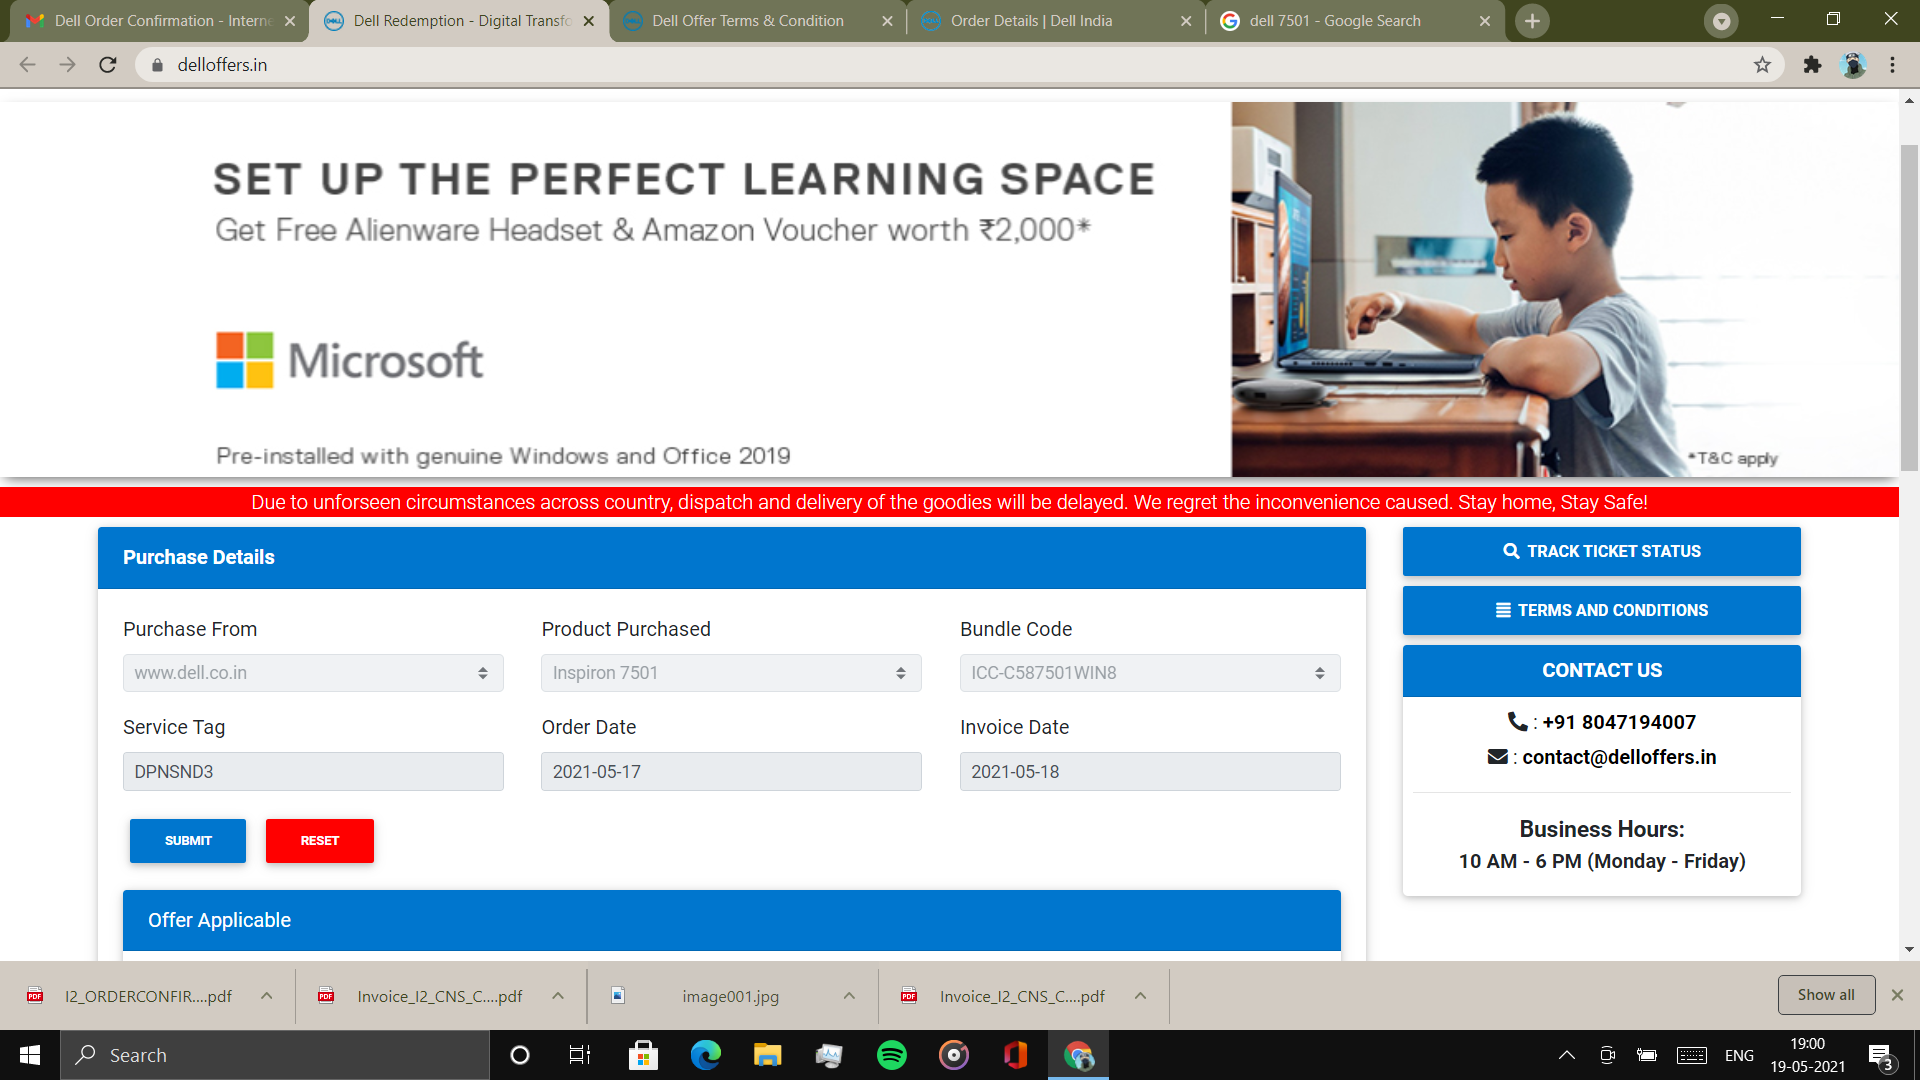 Dell Order Confirmation - Interne
Dell Redemption - Digital Transfo
Dell Offer Terms & Condition
Order Details | Dell India
dell 7501 - Google Search
delloffers.in
SET UP THE PERFECT LEARNING SPACE
Get Free Alienware Headset & Amazon Voucher worth ₹2,000*
Microsoft
Pre-installed with genuine Windows and Office 2019
*T&C apply
Due to unforseen circumstances across country, dispatch and delivery of the goodies will be delayed. We regret the inconvenience caused. Stay home, Stay Safe!
Purchase Details
Purchase From
Product Purchased
Bundle Code
www.dell.co.in
Inspiron 7501
ICC-C587501WIN8
Service Tag
Order Date
Invoice Date
DPNSND3
2021-05-17
2021-05-18
SUBMIT
RESET
Offer Applicable
TRACK TICKET STATUS
TERMS AND CONDITIONS
CONTACT US
: +91 8047194007
: contact@delloffers.in
Business Hours:
10 AM - 6 PM (Monday - Friday)
I2_ORDERCONFIR....pdf
Invoice_I2_CNS_C....pdf
image001.jpg
Invoice_I2_CNS_C....pdf
Show all
Search
ENG
19:00
19-05-2021
3